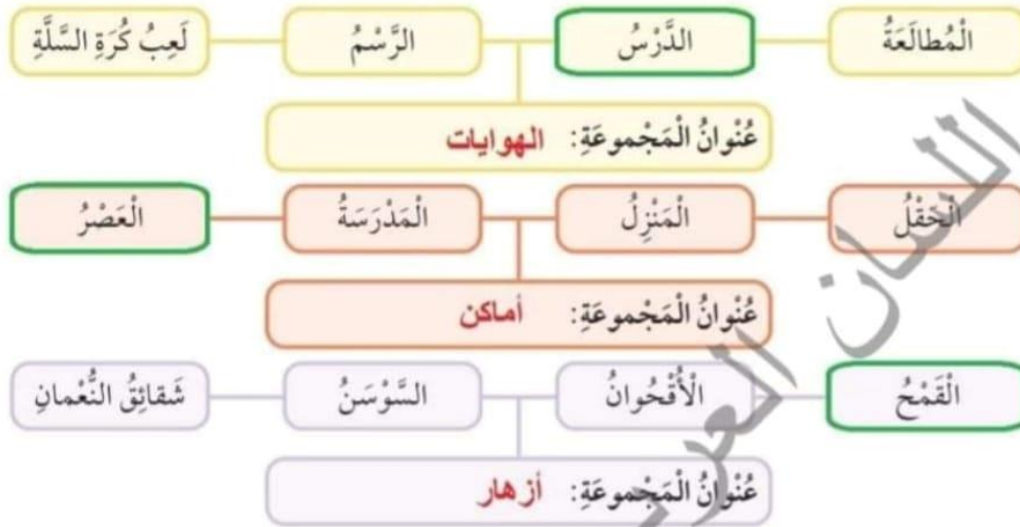 الْمُطالَعَةُ الدَّرْسُ الرَّسْمُ لَعِبُ كُرَةِ السَّلَّةِ
عُنْوانُ الْمَجْموعَةِ: الهوايات
الْحَقْلُ الْمَنْزِلُ الْمَدْرَسَةُ الْعَصْرُ
عُنْوانُ الْمَجْموعَةِ: أماكن
الْقَمْحُ الْأُقْحُوانُ السَّوْسَنُ شَقائِقُ النُّعْمانِ
عُنْوانُ الْمَجْموعَةِ: أزهار